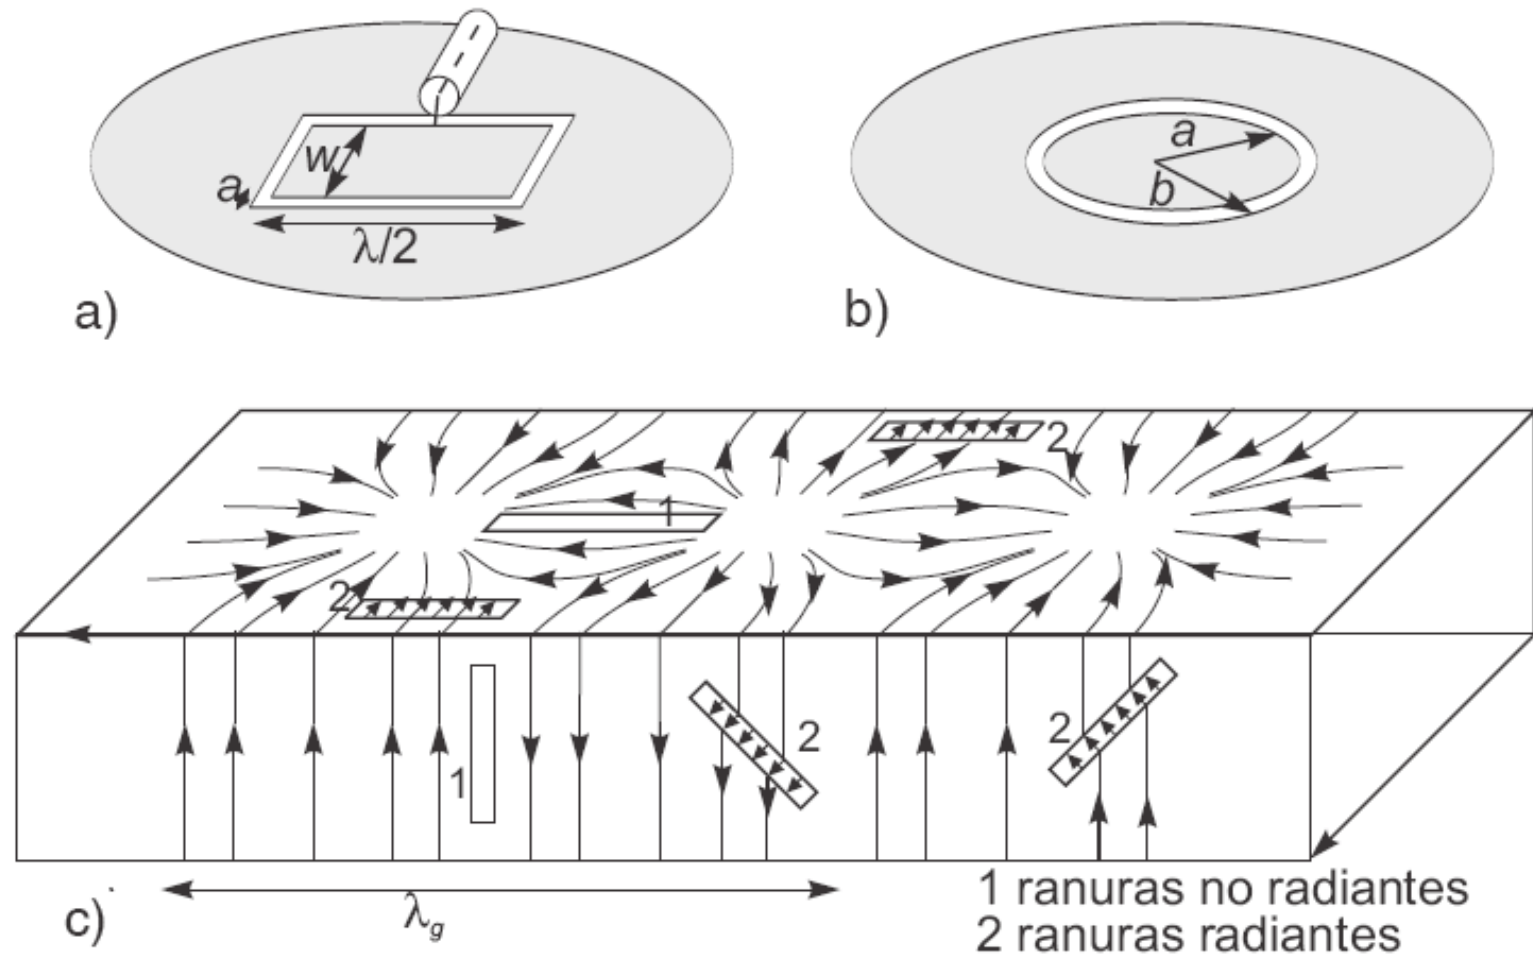 w
a
λ/2
a)
a
b
b)
2
1
2
2
1
2
λg
c)
1 ranuras no radiantes
2 ranuras radiantes